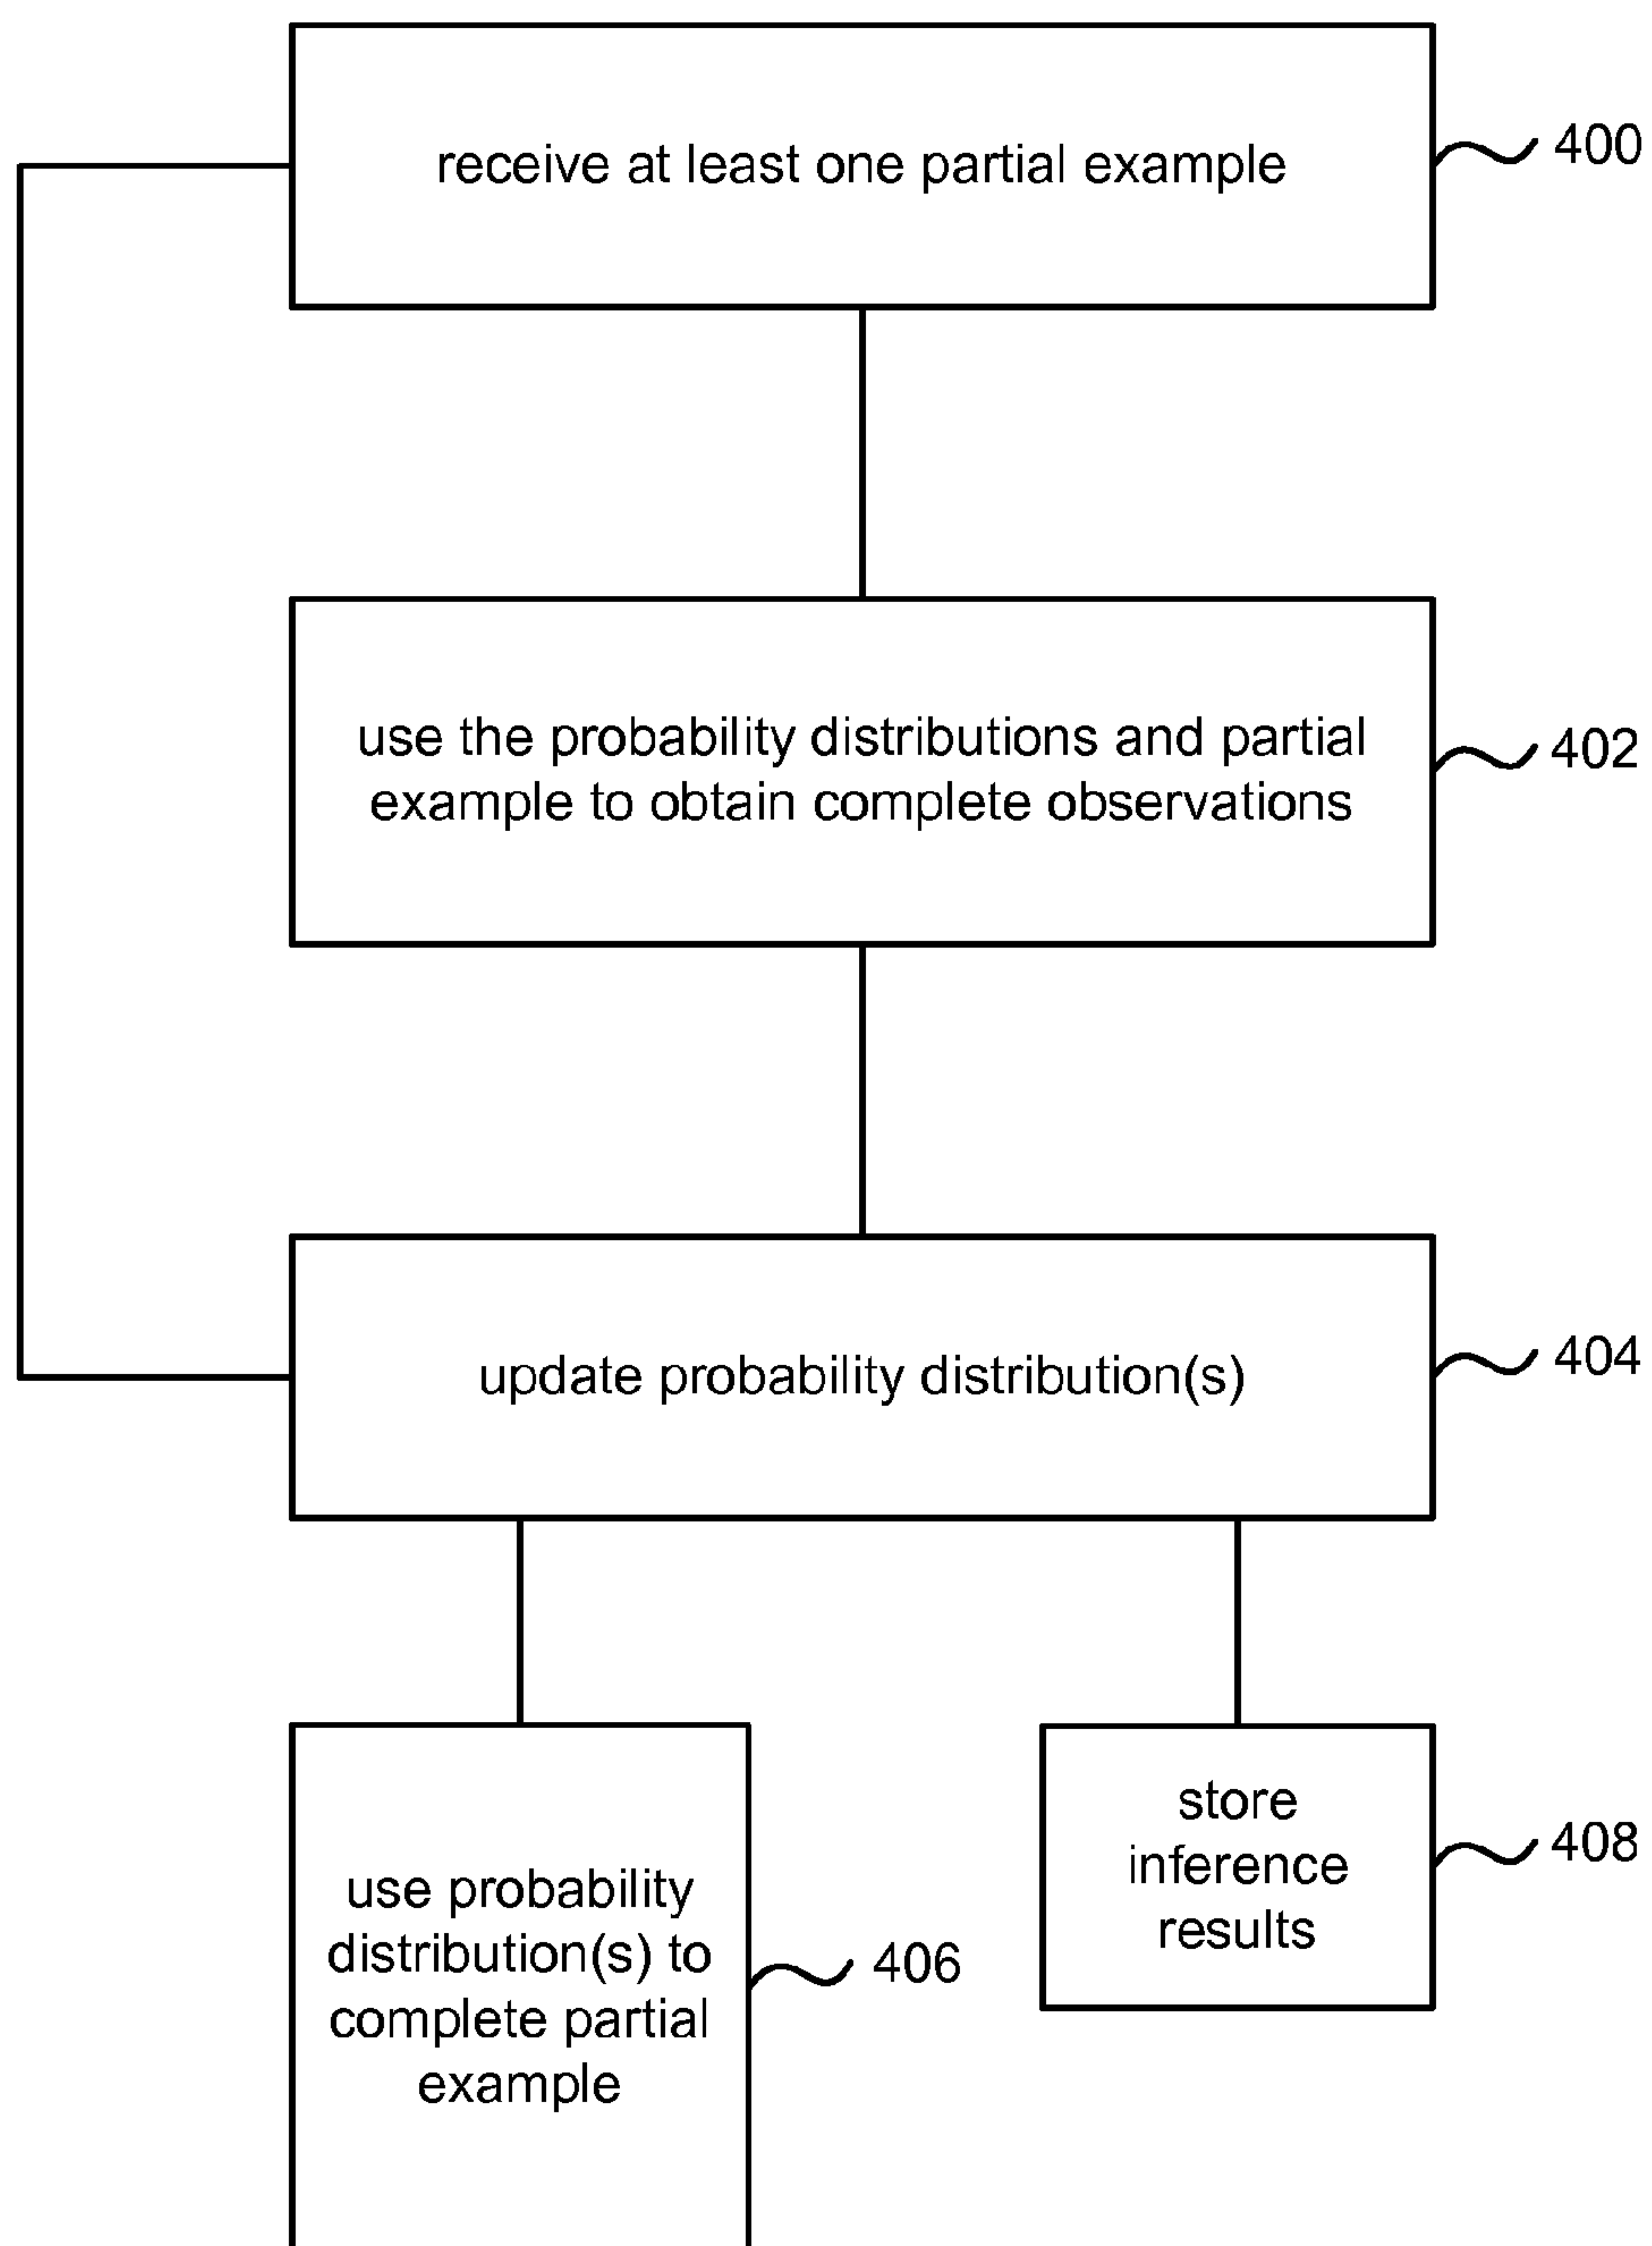 receive at least one partial example
400
use the probability distributions and partial
example to obtain complete observations
402
update probability distribution(s)
404
use probability
distribution(s) to
complete partial
example
406
store
inference
results
408